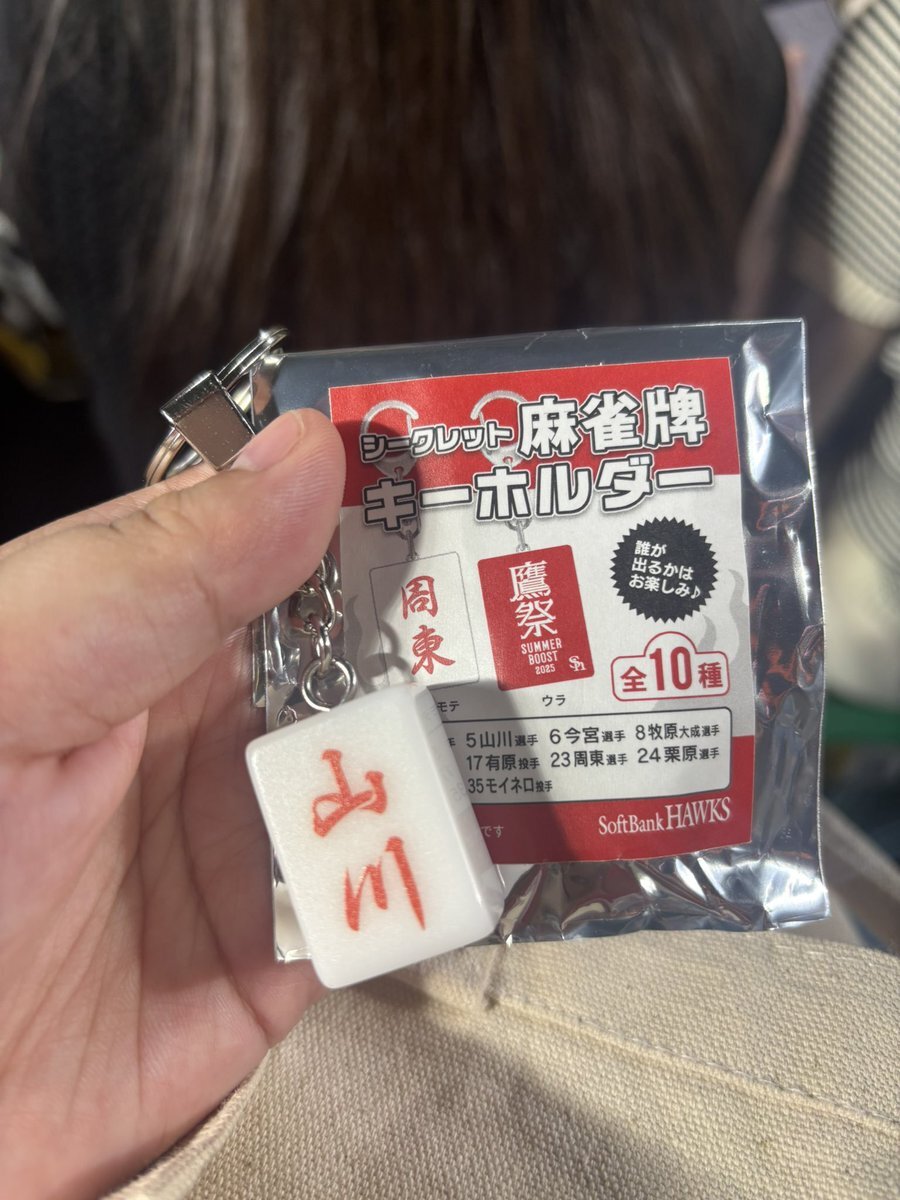 シークレット 麻雀牌
キーホルダー
誰が
出るかは
お楽しみ♪
周
東
モテ
鷹
祭
SUMMER
BOOST
2025
SH
ウラ
全10種
5山川選手 6今宮選手 8牧原大成選手
17有原投手 23周東選手 24栗原選手
35モイネロ投手
です
SoftBank HAWKS
山
川